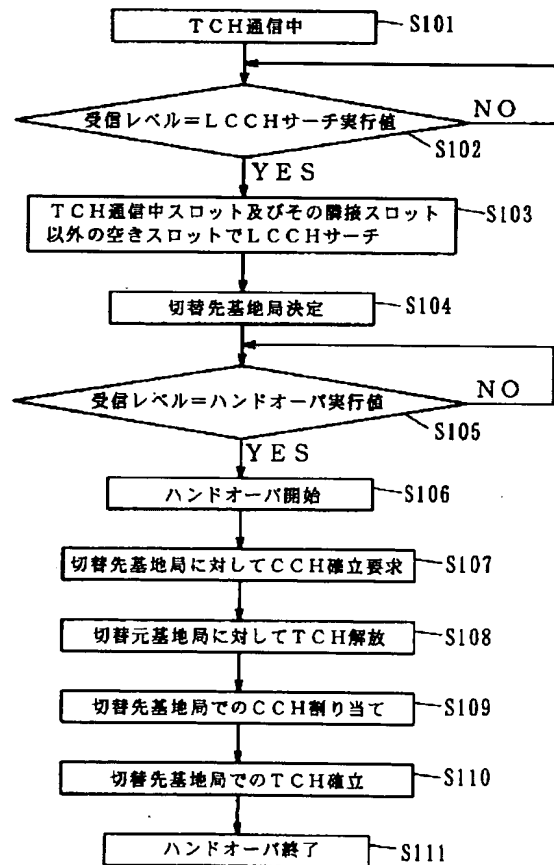 TCH通信中
S101
受信レベル=LCCHサーチ実行値
NO
S102
YES
TCH通信中スロット及びその隣接スロット
以外の空きスロットでLCCHサーチ
S103
切替先基地局決定
S104
受信レベル=ハンドオーバ実行値
NO
S105
YES
ハンドオーバ開始
S106
切替先基地局に対してCCH確立要求
S107
切替元基地局に対してTCH解放
S108
切替先基地局でのCCH割り当て
S109
切替先基地局でのTCH確立
S110
ハンドオーバ終了
S111